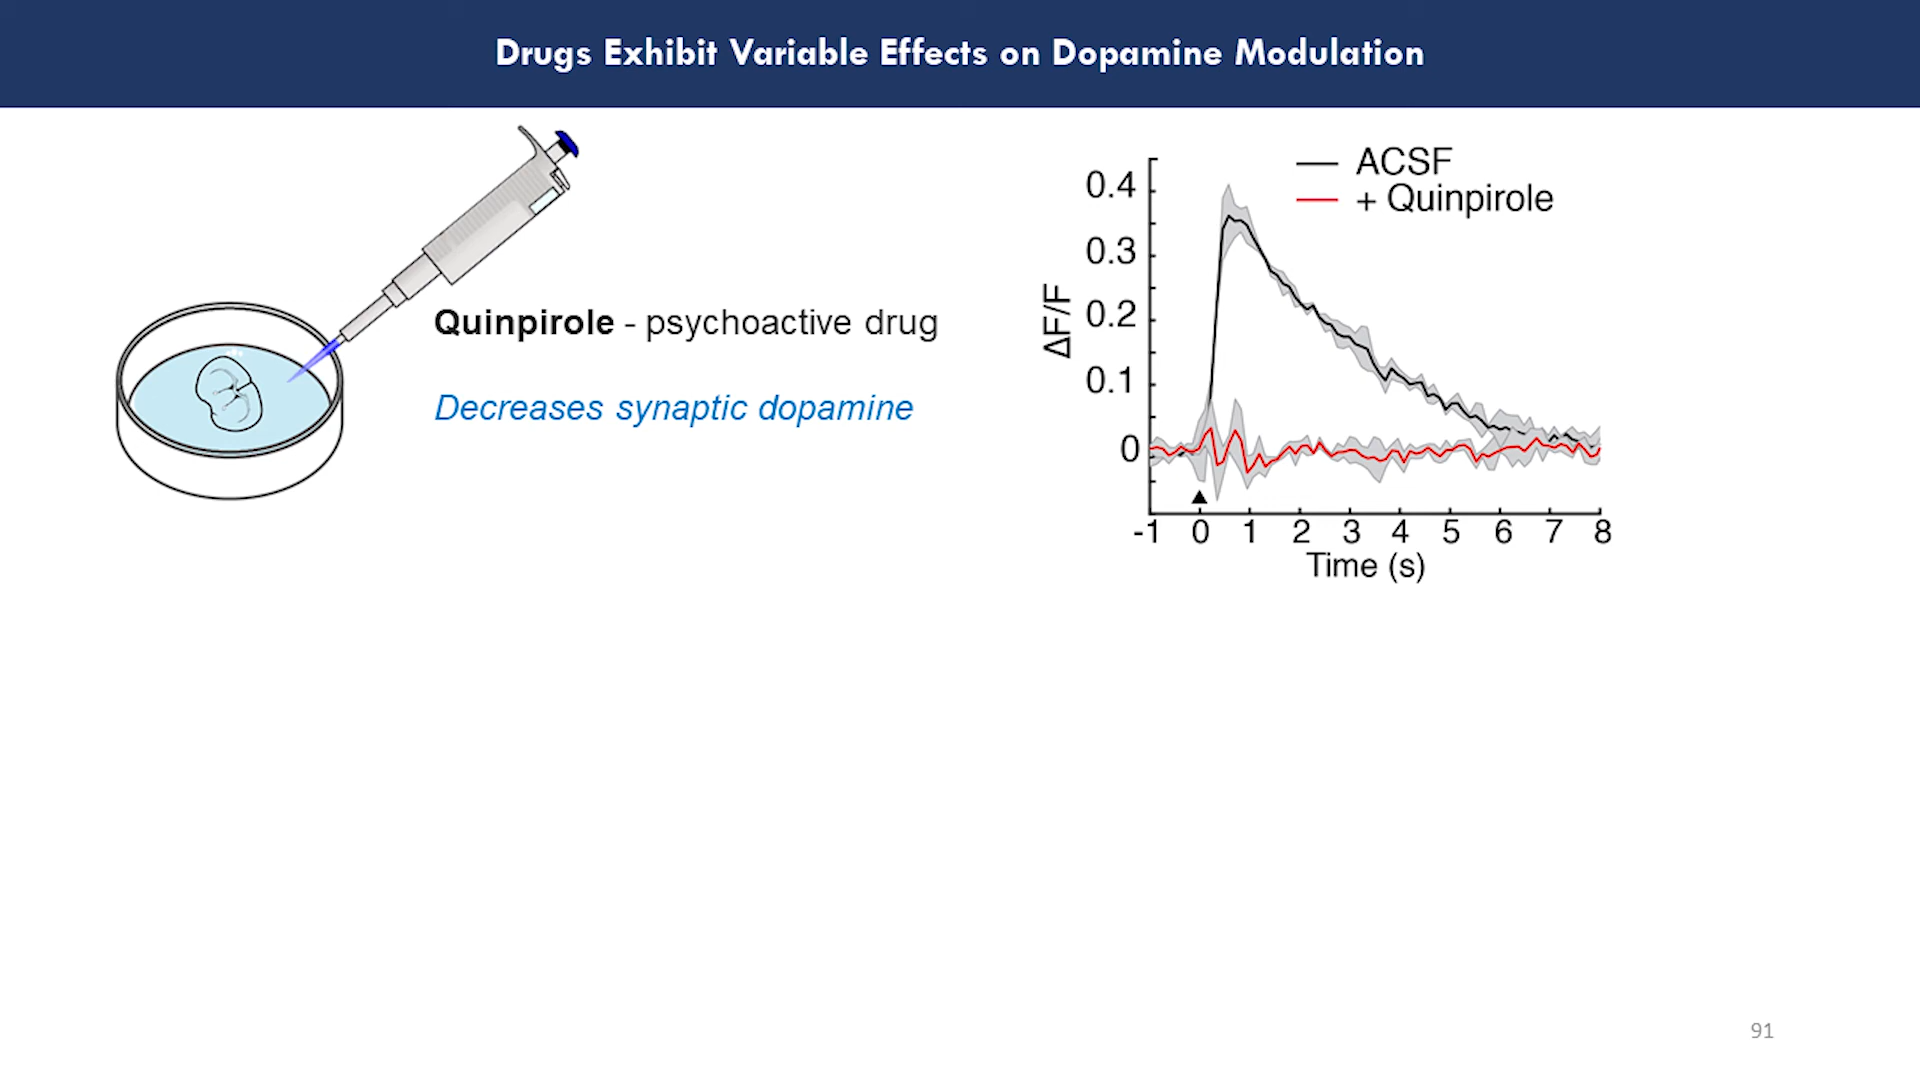 Drugs Exhibit Variable Effects on Dopamine Modulation
Quinpirole - psychoactive drug
Decreases synaptic dopamine
ACSF
+ Quinpirole
ΔF/F
0.4
0.3
0.2
0.1
0
-1 0 1 2 3 4 5 6 7 8
Time (s)
91